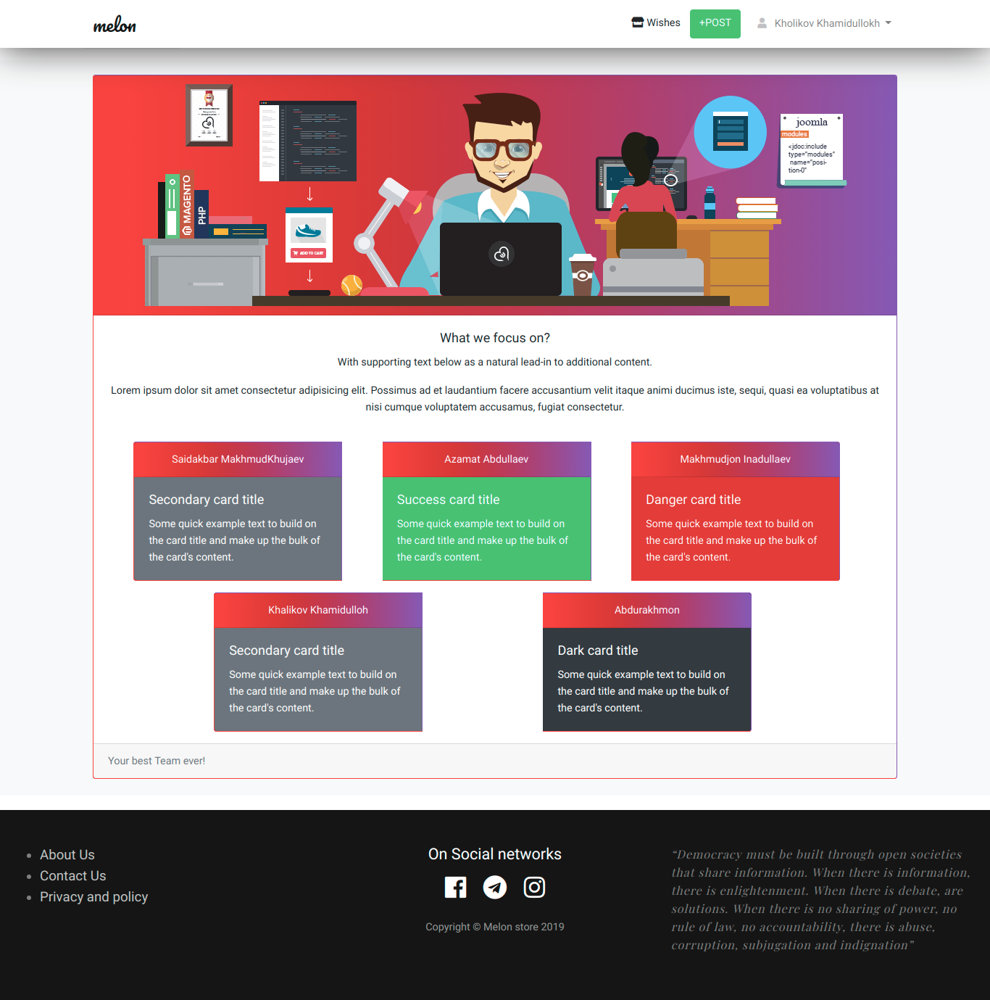 melon
Wishes
+POST
Kholikov Khamidullokh
MAGENTO
PHP
ADD TO CART
joomla
modules
<jdoc:include
type="modules"
name="posi-
tion-0"
What we focus on?
With supporting text below as a natural lead-in to additional content.
Lorem ipsum dolor sit amet consectetur adipisicing elit. Possimus ad et laudantium facere accusantium velit itaque animi ducimus iste, sequi, quasi ea voluptatibus at
nisi cumque voluptatem accusamus, fugiat consectetur.
Saidakbar MakhmudKhujaev
Secondary card title
Some quick example text to build on
the card title and make up the bulk of
the card's content.
Azamat Abdullaev
Success card title
Some quick example text to build on
the card title and make up the bulk of
the card's content.
Makhmudjon Inadullaev
Danger card title
Some quick example text to build on
the card title and make up the bulk of
the card's content.
Khalikov Khamidulloh
Secondary card title
Some quick example text to build on
the card title and make up the bulk of
the card's content.
Abdurakhmon
Dark card title
Some quick example text to build on
the card title and make up the bulk of
the card's content.
Your best Team ever!
About Us
Contact Us
Privacy and policy
On Social networks
Copyright © Melon store 2019
“Democracy must be built through open societies
that share information. When there is information,
there is enlightenment. When there is debate, are
solutions. When there is no sharing of power, no
rule of law, no accountability, there is abuse,
corruption, subjugation and indignation”